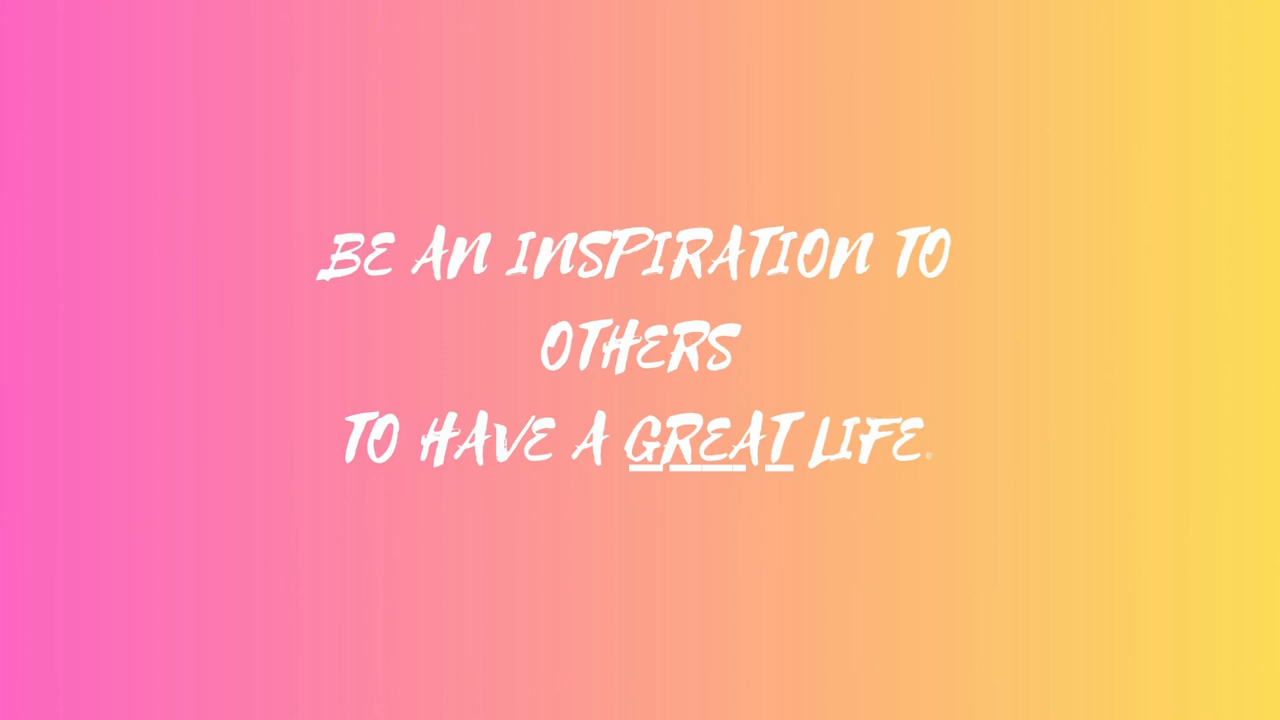 BE AN INSPIRATION TO
OTHERS
TO HAVE A GREAT LIFE.